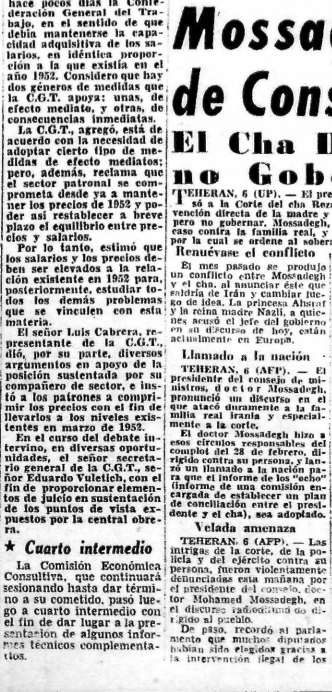 hace pocos días la Confe-
deración General del Tra-
bajo, en el sentido de que
debía mantenerse la capa-
cidad adquisitiva de los sa-
larios, en idéntica propor-
ción a la que existía en el
año 1952. Considero que hay
dos géneros de medidas que
la C.G.T. apoya: unas, de
efecto mediato, y otras, de
consecuencias inmediatas.
La C.G.T., agregó, está de
acuerdo con la necesidad de
adoptar cierto tipo de me-
didas de efecto mediatos;
pero, además, reclama que
el sector patronal se com-
prometa desde ya a mante-
ner los precios de 1952 y po-
der así restablecer a breve
plazo el equilibrio entre pre-
cios y salarios.
Por lo tanto, estimó que
los salarios y los precios de-
ben ser elevados a la rela-
ción existente en 1952 para,
posteriormente, estudiar to-
dos los demás problemas
que se vinculen con esta
materia.
El señor Luis Cabrera, re-
presentante de la C.G.T.,
dió, por su parte, diversos
argumentos en apoyo de la
posición sustentada por su
compañero de sector, e ins-
tó a los patrones a compri-
mir los precios con el fin de
llevarlos a los niveles exis-
tentes en marzo de 1952.
En el curso del debate in-
tervino, en diversas oportu-
nidades, el señor secreta-
rio general de la C.G.T., se-
ñor Eduardo Vuletich, con el
fin de proporcionar elemen-
tos de juicio en sustentación
de los puntos de vista ex-
puestos por la central obre-
ra.
★ Cuarto intermedio
La Comisión Económica
Consultiva, que continuará
sesionando hasta dar térmi-
no a su cometido, pasó lue-
go a cuarto intermedio con
el fin de dar lugar a la pre-
sentación de algunos infor-
mes técnicos complementa-
rios.
Mossa
de Cons
El Cha
no Gob
TEHERAN, 6 (UP). — El pre
só a la Corte del cha Reza
vención directa de la madre y
pero no gobernar. Mossadegh,
caso contra la familia real, y
por la cual se ordene al sober
Renuévase el conflicto
El mes pasado se produjo
un conflicto entre Mossadegh
y el cha, al anunciar éste que
saldría de Irán y cambiar lue-
go de idea. La princesa Ahsraf
y la reina madre Nazli, a quie-
nes acusó el jefe del gobierno
en su discurso de hoy, están
actualmente en Europa.
Llamado a la nación
TEHERAN, 6 (AFP). — El
presidente del consejo de mi-
nistros, doctor Mossadegh,
pronunció un discurso en el
que atacó duramente a la fa-
milia real irania y especial-
mente a la corte.
El doctor Mossadegh hizo a
esos círculos responsables del
complot del 28 de febrero, di-
rigido contra su persona, y lan-
zó un llamado a la nación pa-
ra que el informe de los "ocho"
(informe de una comisión en-
cargada de establecer un plan
de conciliación entre el presi-
dente y el cha), sea adoptado.
Velada amenaza
TEHERAN, 6 (AFP). — Las
intrigas de la corte, de la po-
licía y del ejército contra su
persona, fueron violentamente
denunciadas esta mañana por
el presidente del consejo, doc-
tor Mohamed Mossadegh, en
el discurso radiodifundido di-
rigido al pueblo.
De paso, recordó al parla-
mento que muchos diputados
habían sido elegidos gracias a
la intervención ilegal de los